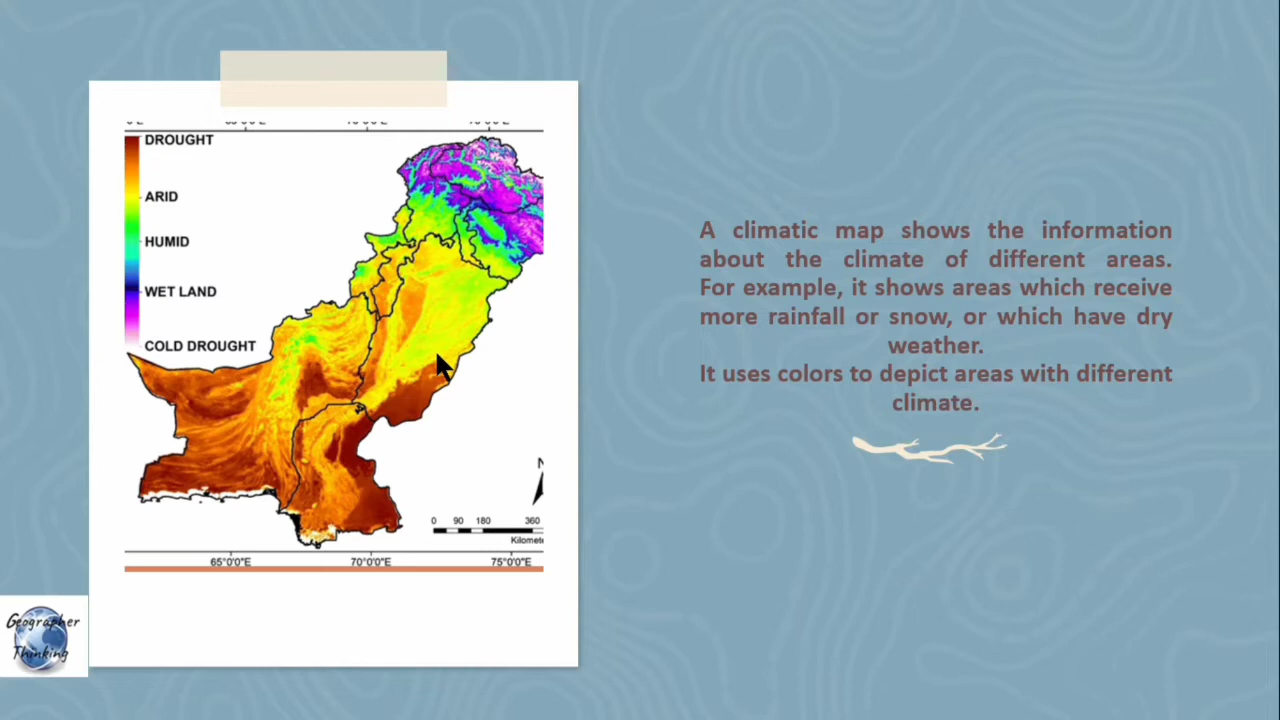 DROUGHT
ARID
HUMID
WET LAND
COLD DROUGHT
N
0 90 180 360
65°0'0"E 70°0'0"E 75°0'0"E
A climatic map shows the information
about the climate of different areas.
For example, it shows areas which receive
more rainfall or snow, or which have dry
weather.
It uses colors to depict areas with different
climate.
Geographer
Thinking